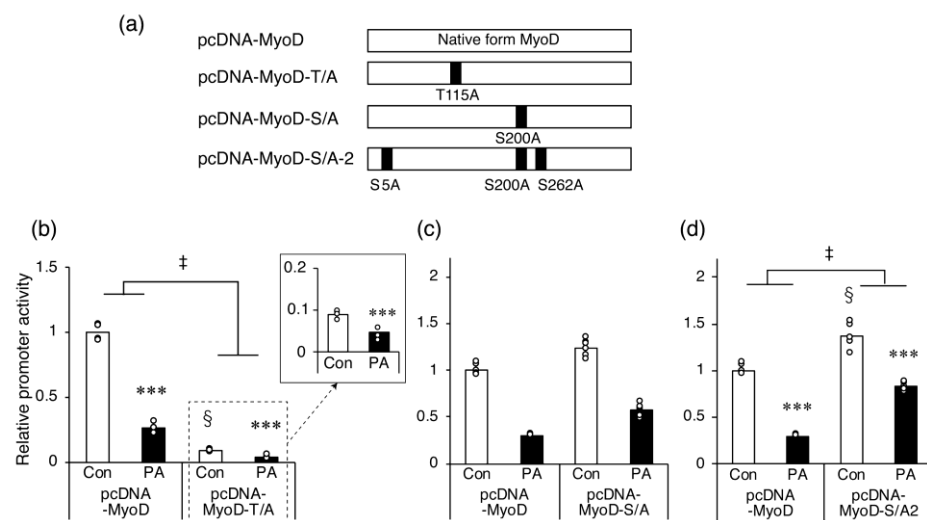 (a)
pcDNA-MyoD
Native form MyoD
pcDNA-MyoD-T/A
T115A
pcDNA-MyoD-S/A
S200A
pcDNA-MyoD-S/A-2
S5A S200A S262A
(b)
Relative promoter activity
1.5
1
0.5
0
‡
***
§
***
Con PA Con PA
pcDNA
-MyoD
pcDNA-
MyoD-T/A
0.2
0.1
0
***
Con PA
(c)
2
1.5
1
0.5
0
Con PA Con PA
pcDNA
-MyoD
pcDNA-
MyoD-S/A
(d)
2
1.5
1
0.5
0
‡
§
***
***
Con PA Con PA
pcDNA
-MyoD
pcDNA-
MyoD-S/A2